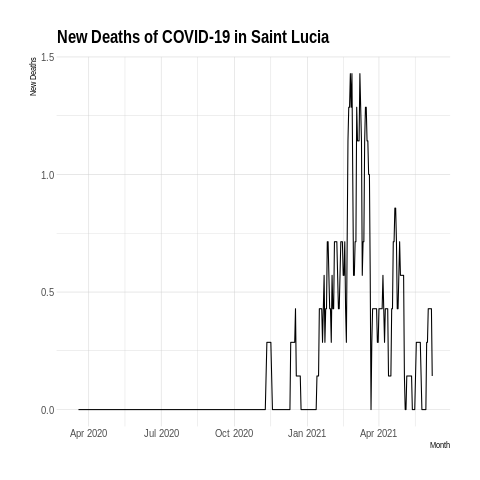 New Deaths of COVID-19 in Saint Lucia
New Deaths
1.5
1.0
0.5
0.0
Apr 2020 Jul 2020 Oct 2020 Jan 2021 Apr 2021
Month